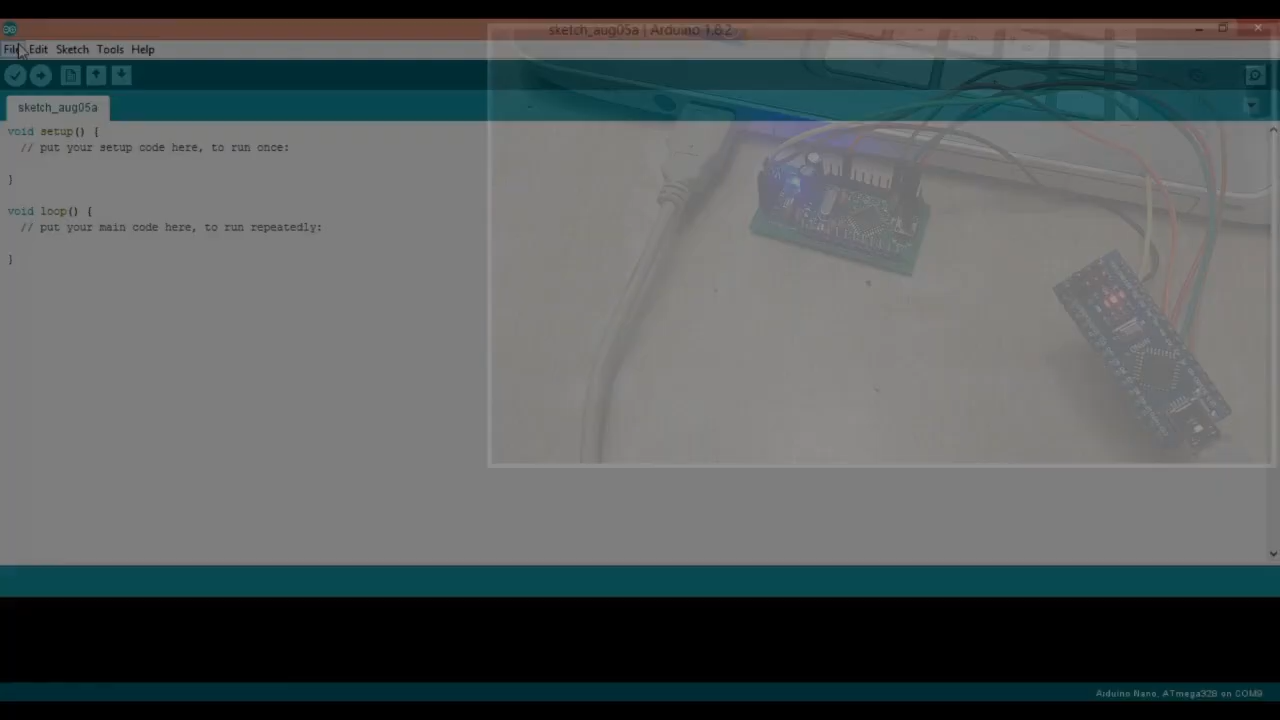 sketch_aug05a | Arduino 1.8.2
File Edit Sketch Tools Help
sketch_aug05a
void setup() {
// put your setup code here, to run once:
}
void loop() {
// put your main code here, to run repeatedly:
}
Arduino Nano, ATmega328 on COM9